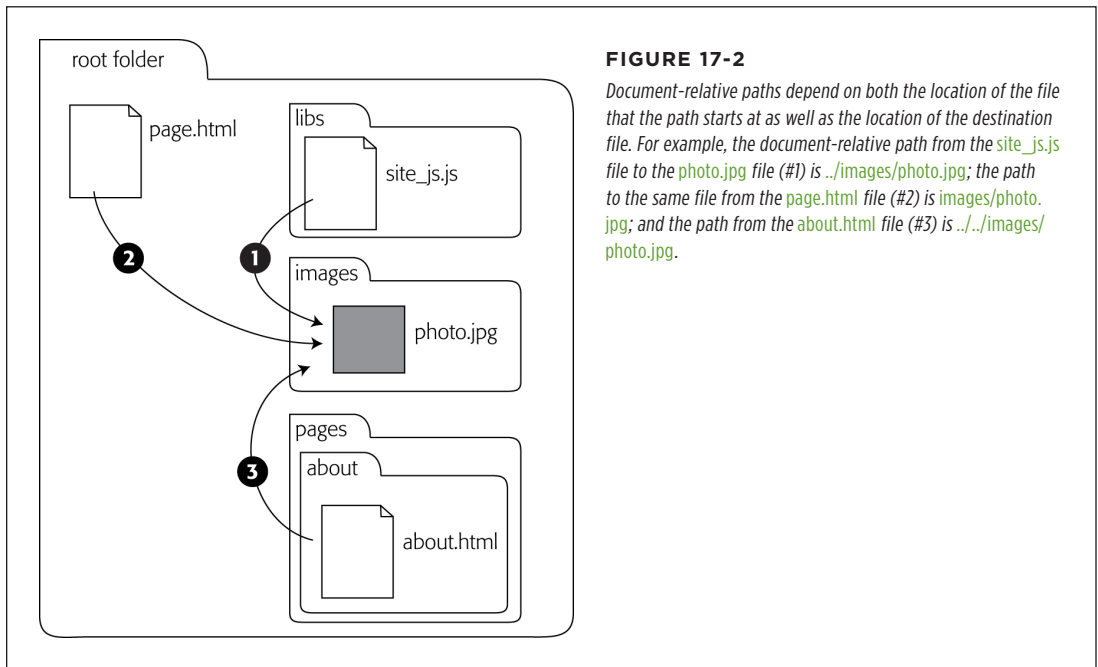 root folder
page.html
libs
site_js.js
2
1
images
photo.jpg
pages
3
about
about.html
FIGURE 17-2
Document-relative paths depend on both the location of the file
that the path starts at as well as the location of the destination
file. For example, the document-relative path from the site_js.js
file to the photo.jpg file (#1) is ../images/photo.jpg; the path
to the same file from the page.html file (#2) is images/photo.
jpg; and the path from the about.html file (#3) is ../../images/
photo.jpg.